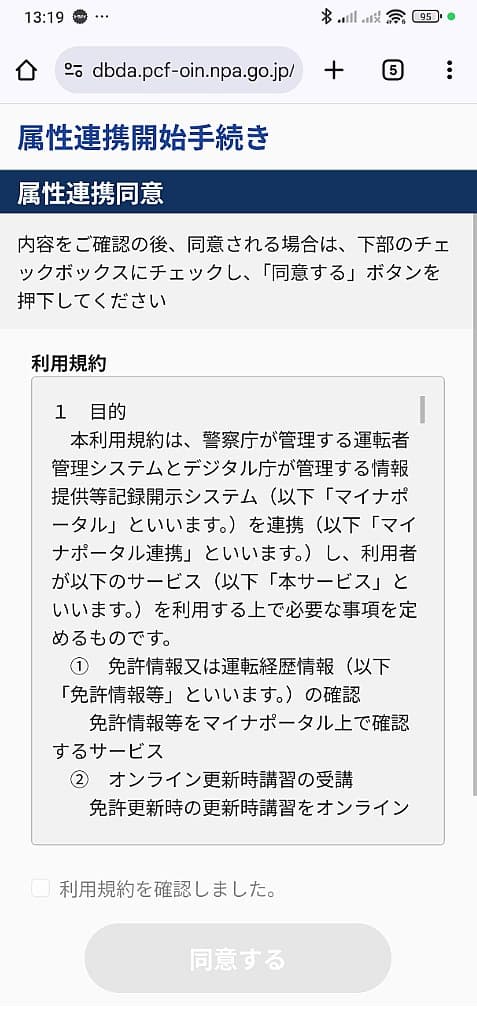 13:19 ...
95
dbda.pcf-oin.npa.go.jp/
5
属性連携開始手続き
属性連携同意
内容をご確認の後、同意される場合は、下部のチェ
ックボックスにチェックし、「同意する」ボタンを
押下してください
利用規約
１　目的
　本利用規約は、警察庁が管理する運転者
管理システムとデジタル庁が管理する情報
提供等記録開示システム（以下「マイナポ
ータル」といいます。）を連携（以下「マイ
ナポータル連携」といいます。）し、利用者
が以下のサービス（以下「本サービス」と
いいます。）を利用する上で必要な事項を定
めるものです。
　①　免許情報又は運転経歴情報（以下
「免許情報等」といいます。）の確認
　　免許情報等をマイナポータル上で確認
するサービス
　②　オンライン更新時講習の受講
　　免許更新時の更新時講習をオンライン
利用規約を確認しました。
同意する